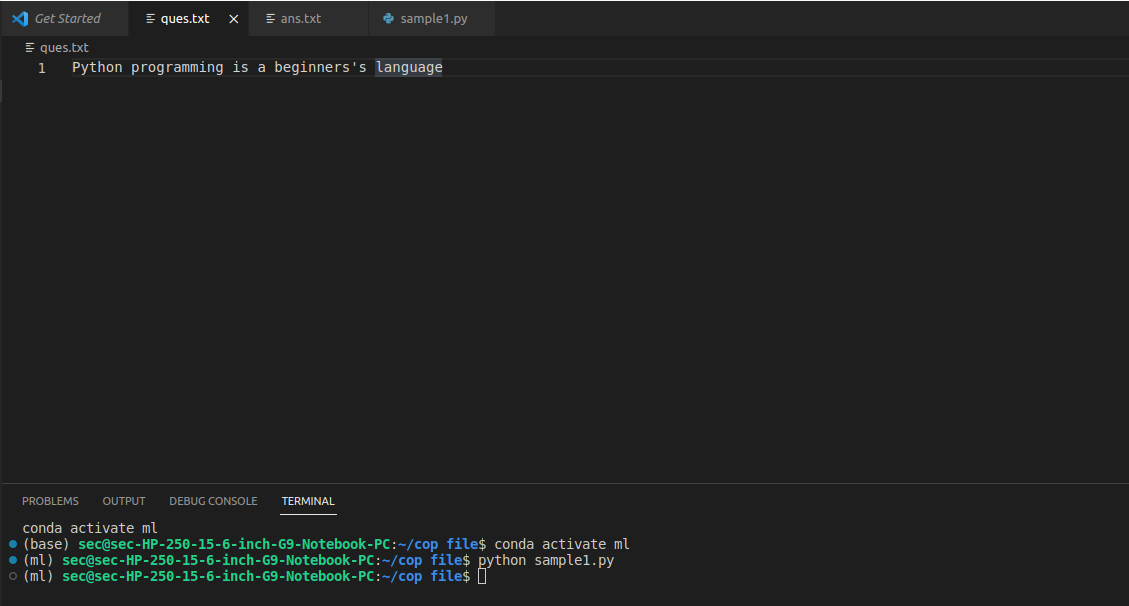 Get Started ques.txt ans.txt sample1.py
ques.txt
1 Python programming is a beginners's language
PROBLEMS OUTPUT DEBUG CONSOLE TERMINAL
conda activate ml
(base) sec@sec-HP-250-15-6-inch-G9-Notebook-PC:~/cop file$ conda activate ml
(ml) sec@sec-HP-250-15-6-inch-G9-Notebook-PC:~/cop file$ python sample1.py
(ml) sec@sec-HP-250-15-6-inch-G9-Notebook-PC:~/cop file$